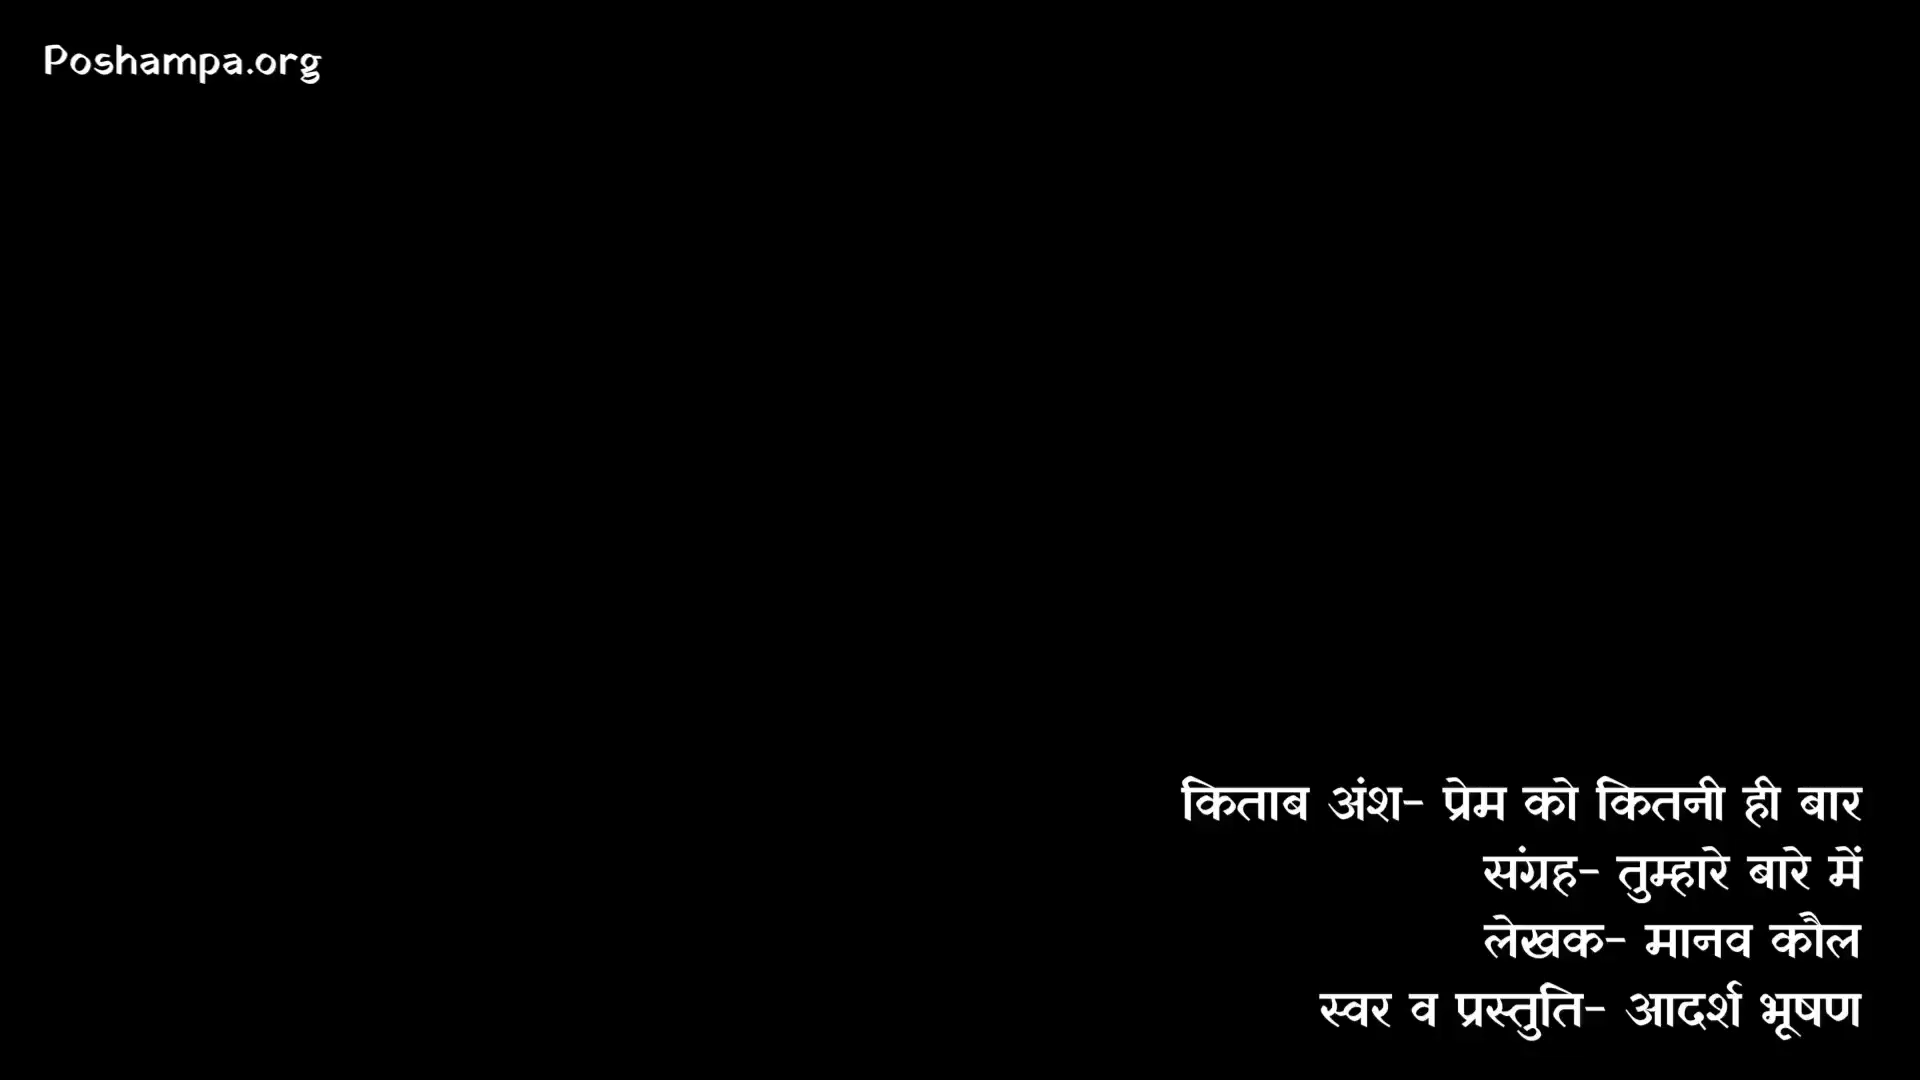 Poshampa.org
किताब अंश- प्रेम को कितनी ही बार
संग्रह- तुम्हारे बारे में
लेखक- मानव कौल
स्वर व प्रस्तुति- आदर्श भूषण